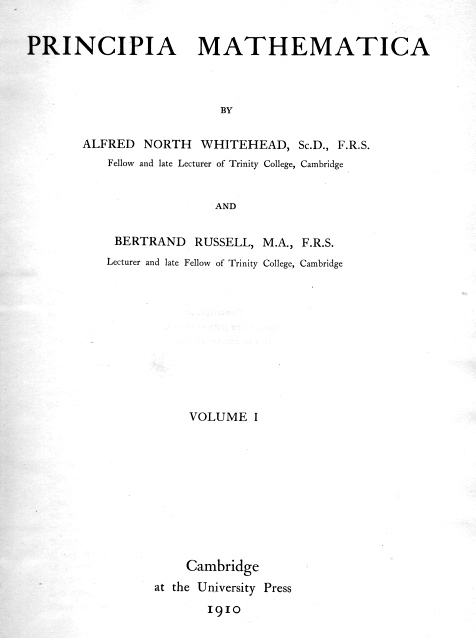 PRINCIPIA MATHEMATICA
BY
ALFRED NORTH WHITEHEAD, Sc.D., F.R.S.
Fellow and late Lecturer of Trinity College, Cambridge
AND
BERTRAND RUSSELL, M.A., F.R.S.
Lecturer and late Fellow of Trinity College, Cambridge
VOLUME I
Cambridge
at the University Press
1910